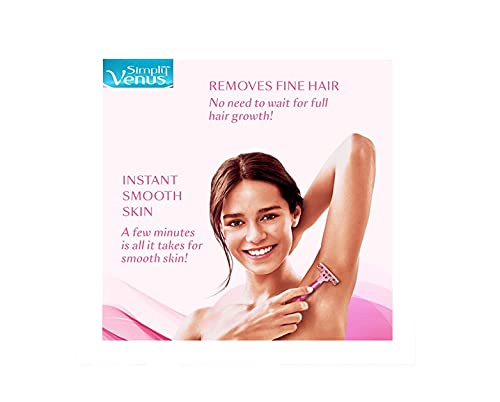 Simply
Venus
REMOVES FINE HAIR
No need to wait for full
hair growth!
INSTANT
SMOOTH
SKIN
A few minutes
is all it takes for
smooth skin!